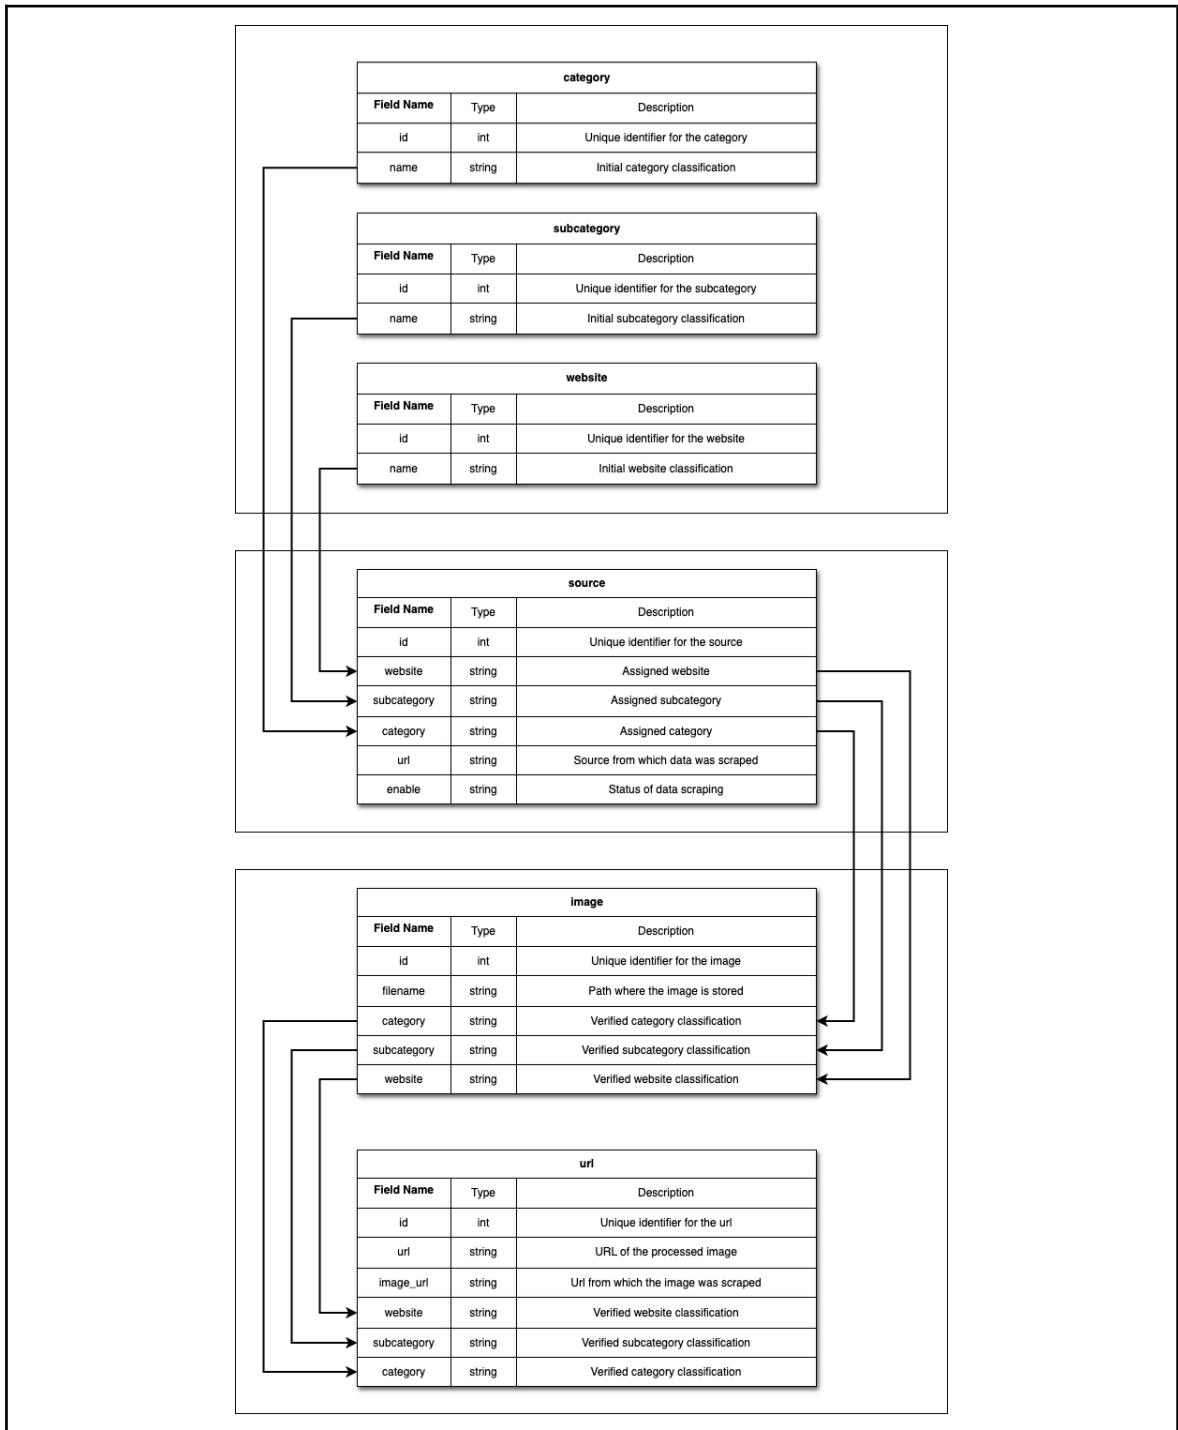 category
Field Name Type Description
id int Unique identifier for the category
name string Initial category classification
subcategory
Field Name Type Description
id int Unique identifier for the subcategory
name string Initial subcategory classification
website
Field Name Type Description
id int Unique identifier for the website
name string Initial website classification
source
Field Name Type Description
id int Unique identifier for the source
website string Assigned website
subcategory string Assigned subcategory
category string Assigned category
url string Source from which data was scraped
enable string Status of data scraping
image
Field Name Type Description
id int Unique identifier for the image
filename string Path where the image is stored
category string Verified category classification
subcategory string Verified subcategory classification
website string Verified website classification
url
Field Name Type Description
id int Unique identifier for the url
url string URL of the processed image
image_url string Url from which the image was scraped
website string Verified website classification
subcategory string Verified subcategory classification
category string Verified category classification